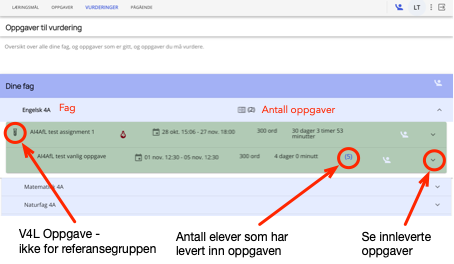 LÆRINGSMÅL OPPGAVER VURDERINGER PÅGÅENDE LT
Oppgaver til vurdering
Oversikt over alle dine fag, og oppgaver som er gitt, og oppgaver du må vurdere.
Dine fag
Engelsk 4A Fag (2) Antall oppgaver
AI4AfL test assignment 1 28 okt. 15:06 - 27 nov. 18:00 300 ord 30 dager 3 timer 53 minutter
AI4AfL test vanlig oppgave 01 nov. 12:30 - 05 nov. 12:30 300 ord 4 dager 0 minutt (5)
Matematikk 4A
Naturfag 4A
V4L Oppgave - ikke for referansegruppen
Antall elever som har levert inn oppgaven
Se innleverte oppgaver